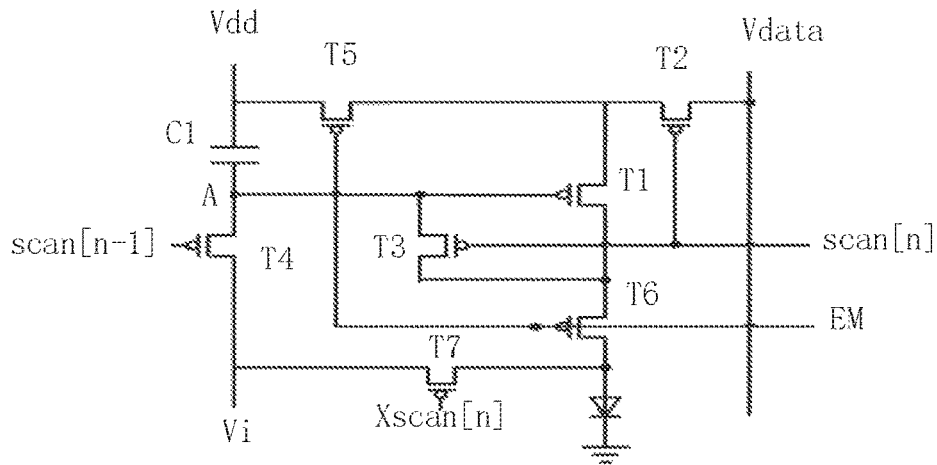 Vdd
Vdata
T5
T2
C1
T1
A
scan[n-1]
T4
T3
scan[n]
T6
EM
T7
Xscan[n]
Vi